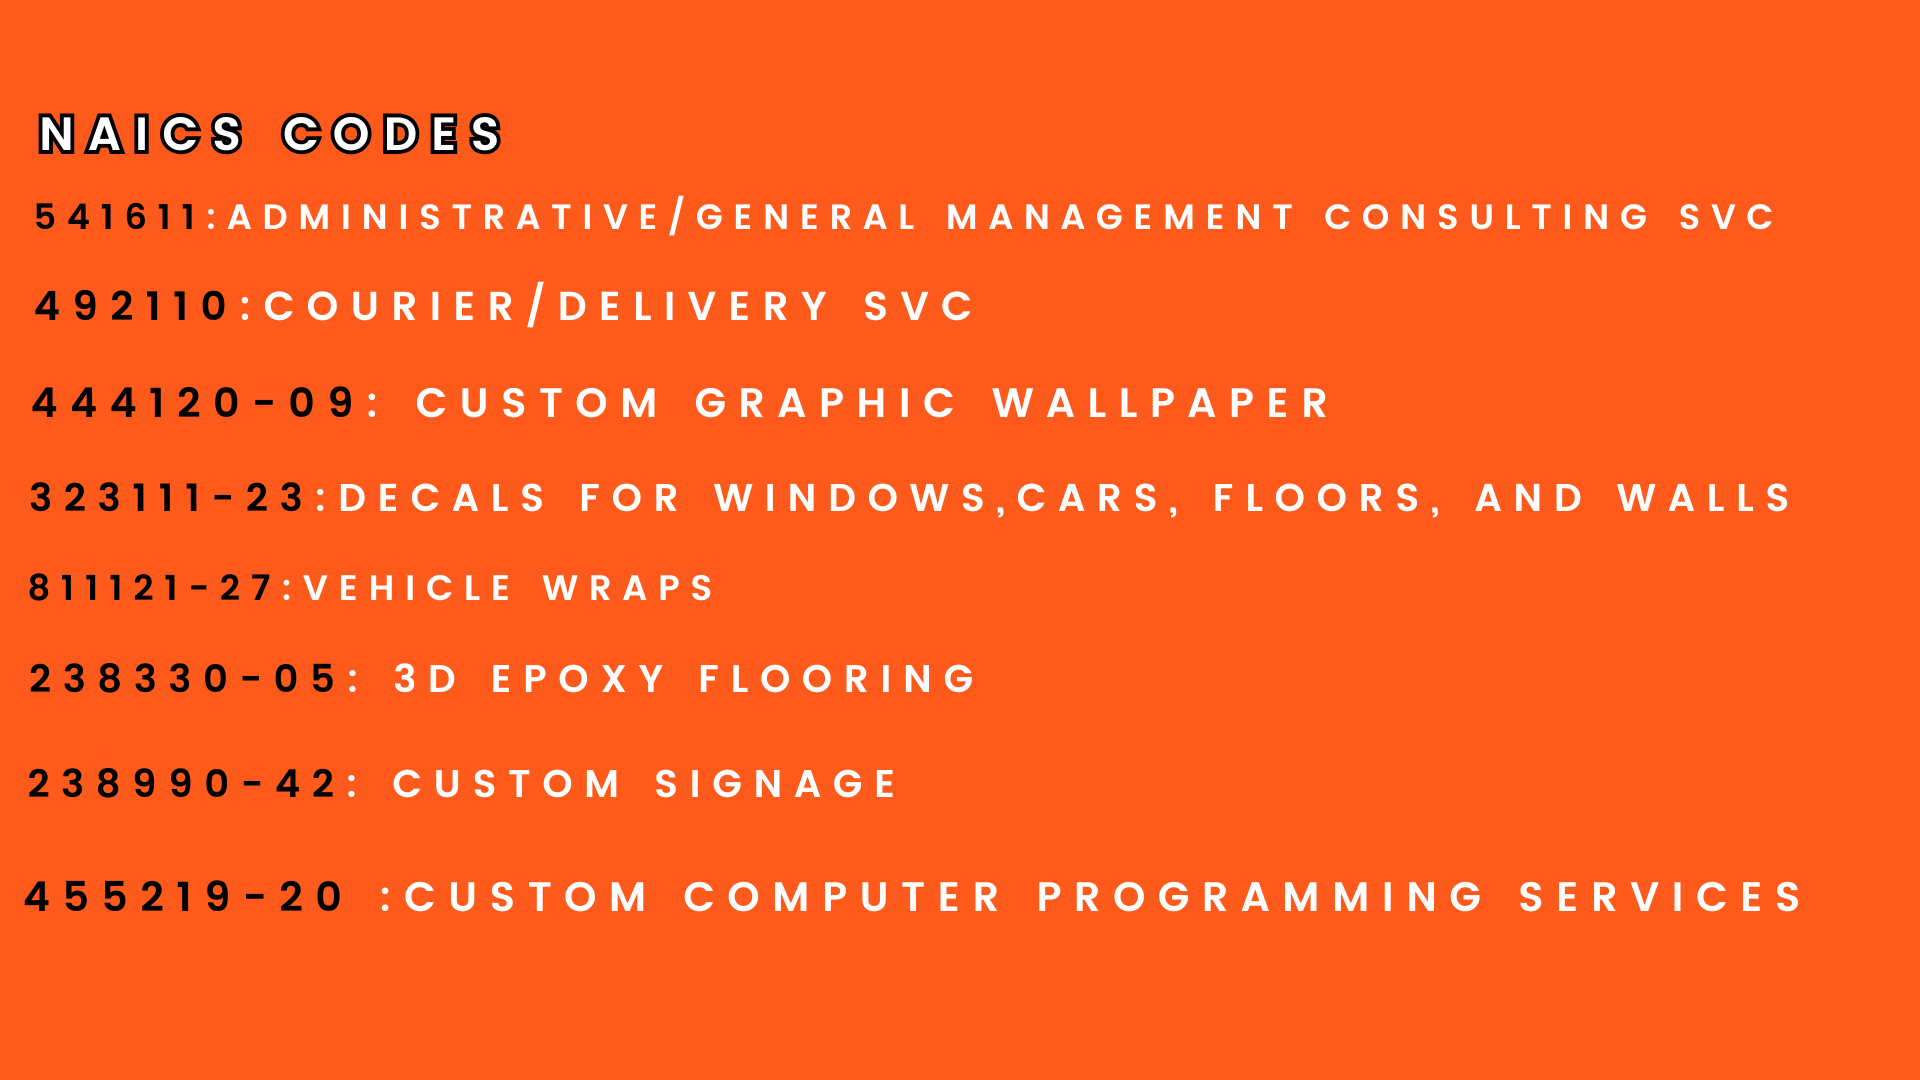 NAICS CODES
541611:ADMINISTRATIVE/GENERAL MANAGEMENT CONSULTING SVC
492110:COURIER/DELIVERY SVC
444120-09: CUSTOM GRAPHIC WALLPAPER
323111-23:DECALS FOR WINDOWS,CARS, FLOORS, AND WALLS
811121-27:VEHICLE WRAPS
238330-05: 3D EPOXY FLOORING
238990-42: CUSTOM SIGNAGE
455219-20 :CUSTOM COMPUTER PROGRAMMING SERVICES